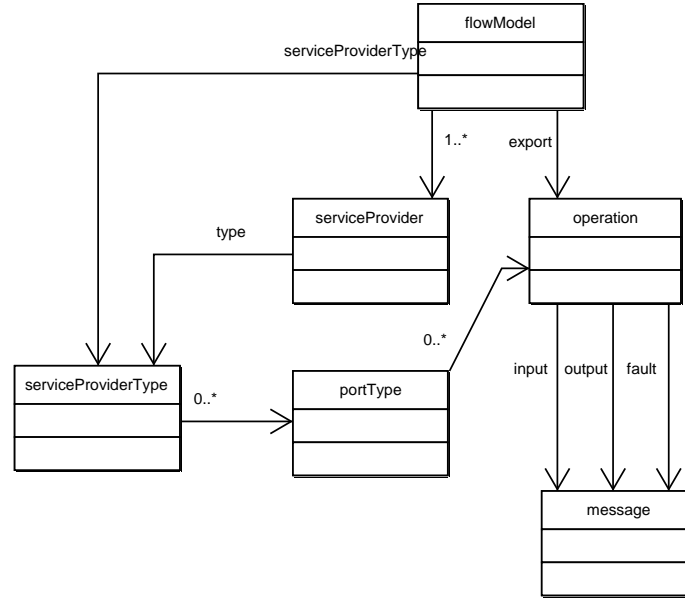 flowModel
serviceProviderType
1..*
export
serviceProvider
operation
type
0..*
serviceProviderType
0..*
portType
input
output
fault
message